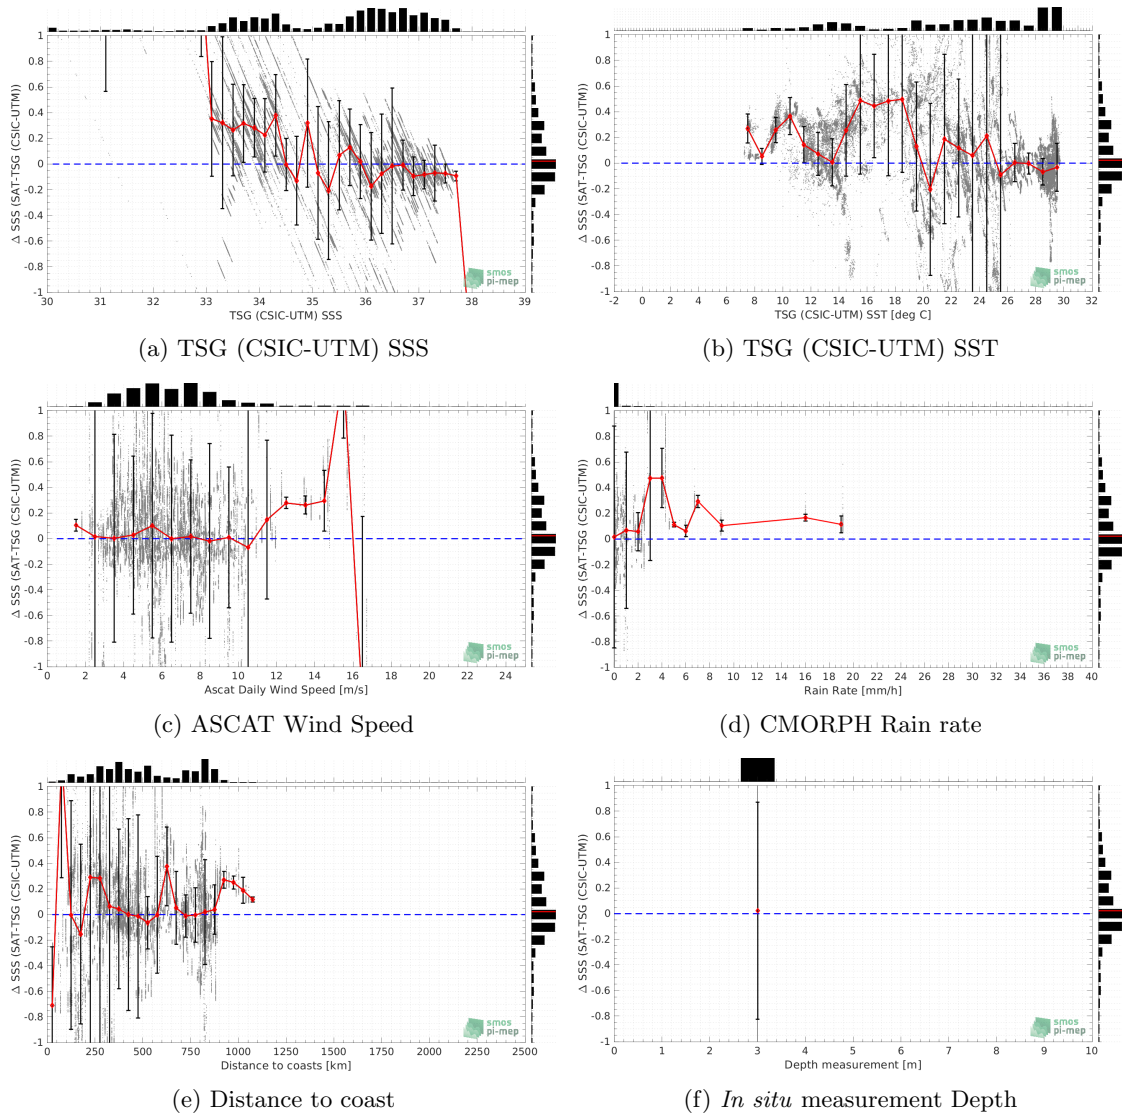 Δ SSS (SAT-TSG (CSIC-UTM))
1
0.8
0.6
0.4
0.2
0
-0.2
-0.4
-0.6
-0.8
-1
30 31 32 33 34 35 36 37 38 39
TSG (CSIC-UTM) SSS
smos
pi-mep
(a) TSG (CSIC-UTM) SSS
Δ SSS (SAT-TSG (CSIC-UTM))
1
0.8
0.6
0.4
0.2
0
-0.2
-0.4
-0.6
-0.8
-1
-2 0 2 4 6 8 10 12 14 16 18 20 22 24 26 28 30 32
TSG (CSIC-UTM) SST [deg C]
smos
pi-mep
(b) TSG (CSIC-UTM) SST
Δ SSS (SAT-TSG (CSIC-UTM))
1
0.8
0.6
0.4
0.2
0
-0.2
-0.4
-0.6
-0.8
-1
0 2 4 6 8 10 12 14 16 18 20 22 24
Ascat Daily Wind Speed [m/s]
smos
pi-mep
(c) ASCAT Wind Speed
Δ SSS (SAT-TSG (CSIC-UTM))
1
0.8
0.6
0.4
0.2
0
-0.2
-0.4
-0.6
-0.8
-1
0 2 4 6 8 10 12 14 16 18 20 22 24 26 28 30 32 34 36 38 40
Rain Rate [mm/h]
smos
pi-mep
(d) CMORPH Rain rate
Δ SSS (SAT-TSG (CSIC-UTM))
1
0.8
0.6
0.4
0.2
0
-0.2
-0.4
-0.6
-0.8
-1
0 250 500 750 1000 1250 1500 1750 2000 2250 2500
Distance to coasts [km]
smos
pi-mep
(e) Distance to coast
Δ SSS (SAT-TSG (CSIC-UTM))
1
0.8
0.6
0.4
0.2
0
-0.2
-0.4
-0.6
-0.8
-1
0 1 2 3 4 5 6 7 8 9 10
Depth measurement [m]
smos
pi-mep
(f) In situ measurement Depth